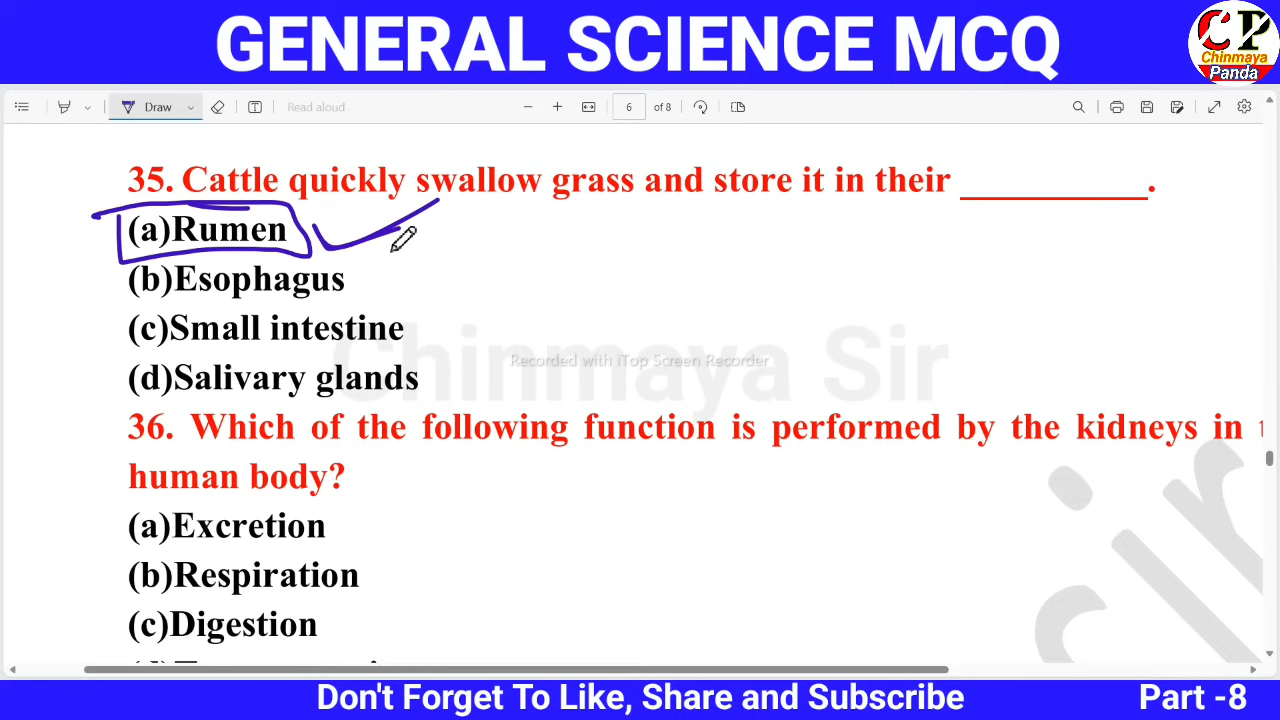 GENERAL SCIENCE MCQ
CP
Chinmaya
Panda
Draw
Read aloud
6 of 8
35. Cattle quickly swallow grass and store it in their __________.
(a)Rumen
(b)Esophagus
(c)Small intestine
Chinmaya Sir
Recorded with iTop Screen Recorder
(d)Salivary glands
36. Which of the following function is performed by the kidneys in
human body?
(a)Excretion
(b)Respiration
(c)Digestion
Sir
Don't Forget To Like, Share and Subscribe
Part -8